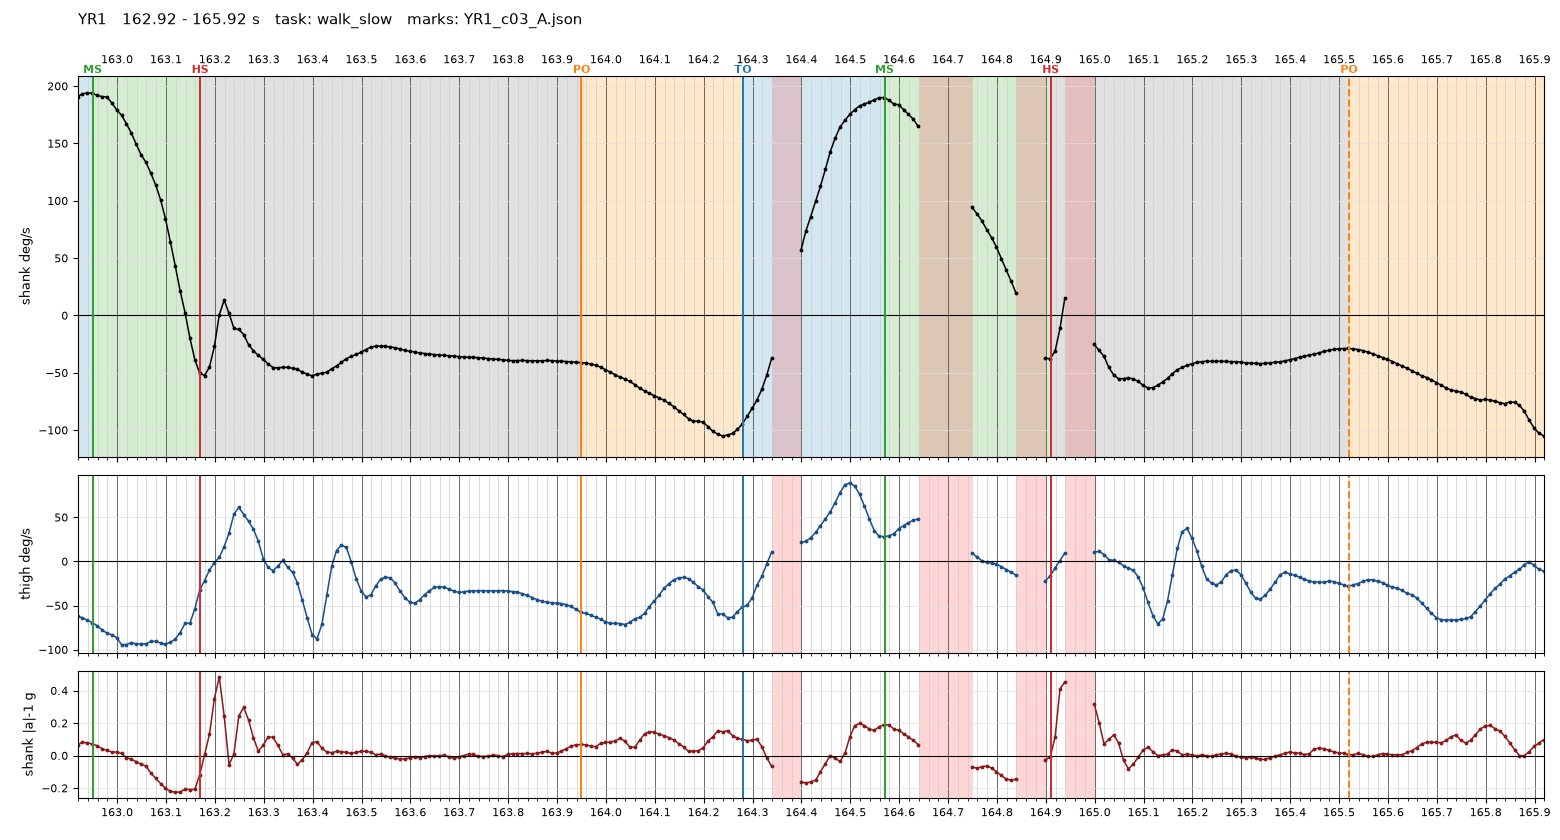 YR1   162.92 - 165.92 s   task: walk_slow   marks: YR1_c03_A.json
163.0 163.1 163.2 163.3 163.4 163.5 163.6 163.7 163.8 163.9 164.0 164.1 164.2 164.3 164.4 164.5 164.6 164.7 164.8 164.9 165.0 165.1 165.2 165.3 165.4 165.5 165.6 165.7 165.8 165.9
MS HS PO TO MS HS PO
shank deg/s
200
150
100
50
0
−50
−100
thigh deg/s
50
0
−50
−100
shank |a|-1 g
0.4
0.2
0.0
−0.2
163.0 163.1 163.2 163.3 163.4 163.5 163.6 163.7 163.8 163.9 164.0 164.1 164.2 164.3 164.4 164.5 164.6 164.7 164.8 164.9 165.0 165.1 165.2 165.3 165.4 165.5 165.6 165.7 165.8 165.9